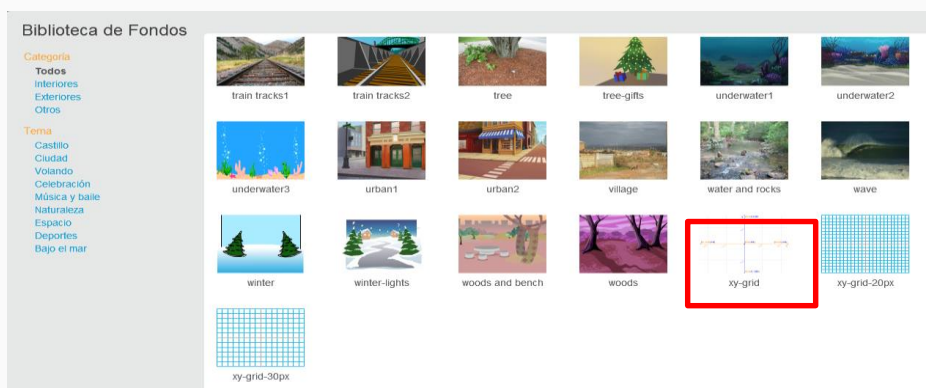 Biblioteca de Fondos
Categoría
Todos
Interiores
Exteriores
Otros
Tema
Castillo
Ciudad
Volando
Celebración
Música y baile
Naturaleza
Espacio
Deportes
Bajo el mar
train tracks1 train tracks2 tree tree-gifts underwater1 underwater2
underwater3 urban1 urban2 village water and rocks wave
winter winter-lights woods and bench woods xy-grid xy-grid-20px
xy-grid-30px